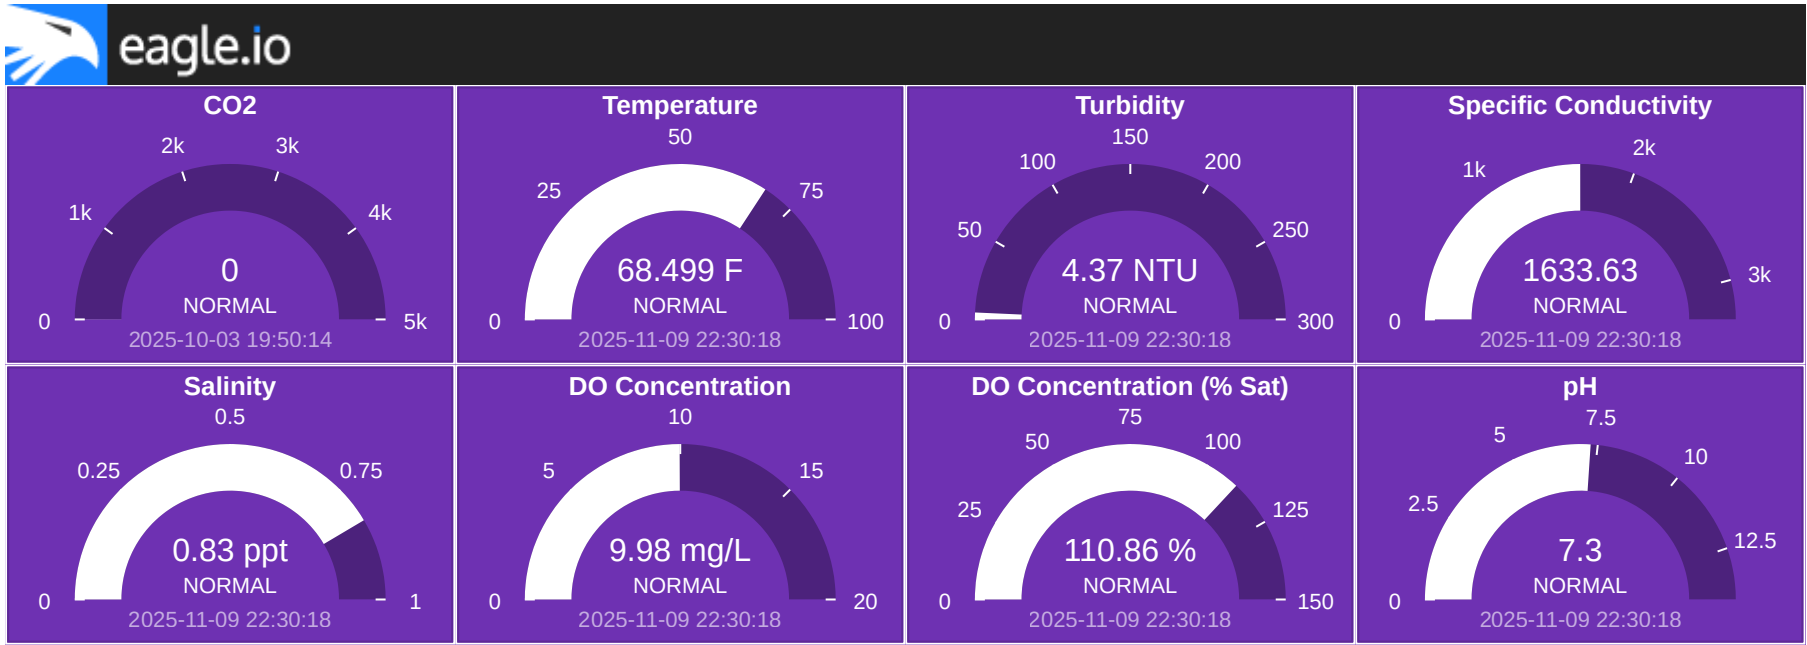 eagle.io
CO2
2k
3k
1k
4k
0
NORMAL
0
5k
2025-10-03 19:50:14
Temperature
50
25
75
68.499 F
NORMAL
0
100
2025-11-09 22:30:18
Turbidity
150
100
200
50
250
4.37 NTU
NORMAL
0
300
2025-11-09 22:30:18
Specific Conductivity
2k
1k
3k
1633.63
NORMAL
0
2025-11-09 22:30:18
Salinity
0.5
0.25
0.75
0.83 ppt
NORMAL
0
1
2025-11-09 22:30:18
DO Concentration
10
5
15
9.98 mg/L
NORMAL
0
20
2025-11-09 22:30:18
DO Concentration (% Sat)
75
50
100
25
125
110.86 %
NORMAL
0
150
2025-11-09 22:30:18
pH
7.5
5
10
2.5
12.5
7.3
NORMAL
0
2025-11-09 22:30:18